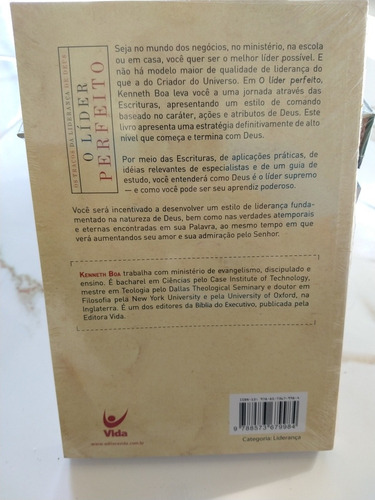 OS TRAÇOS DA LIDERANÇA DE DEUS
O LÍDER
PERFEITO
Seja no mundo dos negócios, no ministério, na escola
ou em casa, você quer ser o melhor líder possível. E
não há modelo maior de qualidade de liderança do
que a do Criador do Universo. Em O líder perfeito,
Kenneth Boa leva você a uma jornada através das
Escrituras, apresentando um estilo de comando
baseado no caráter, ações e atributos de Deus. Este
livro apresenta uma estratégia definitivamente de alto
nível que começa e termina com Deus.
Por meio das Escrituras, de aplicações práticas, de
idéias relevantes de especialistas e de um guia de
estudo, você entenderá como Deus é o líder supremo
— e como você pode ser seu aprendiz poderoso.
Você será incentivado a desenvolver um estilo de liderança funda-
mentado na natureza de Deus, bem como nas verdades atemporais
e eternas encontradas em sua Palavra, ao mesmo tempo em que
verá aumentandos seu amor e sua admiração pelo Senhor.
KENNETH BOA trabalha com ministério de evangelismo, discipulado e
ensino. É bacharel em Ciências pelo Case Institute of Technology,
mestre em Teologia pelo Dallas Theological Seminary e doutor em
Filosofia pela New York University e pela University of Oxford, na
Inglaterra. É um dos editores da Bíblia do Executivo, publicada pela
Editora Vida.
Vida
9 788573 679984
Categoria: Liderança